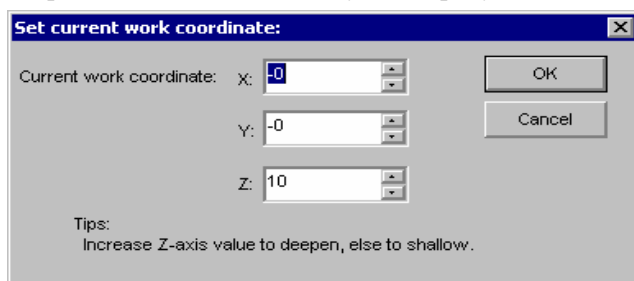 Set current work coordinate:
Current work coordinate: X: -0
OK
Y: -0
Cancel
Z: 10
Tips:
Increase Z-axis value to deepen, else to shallow.